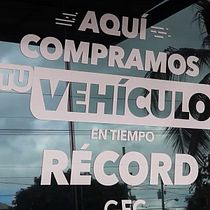 AQUÍ
COMPRAMOS
TU VEHÍCULO
EN TIEMPO
RÉCORD